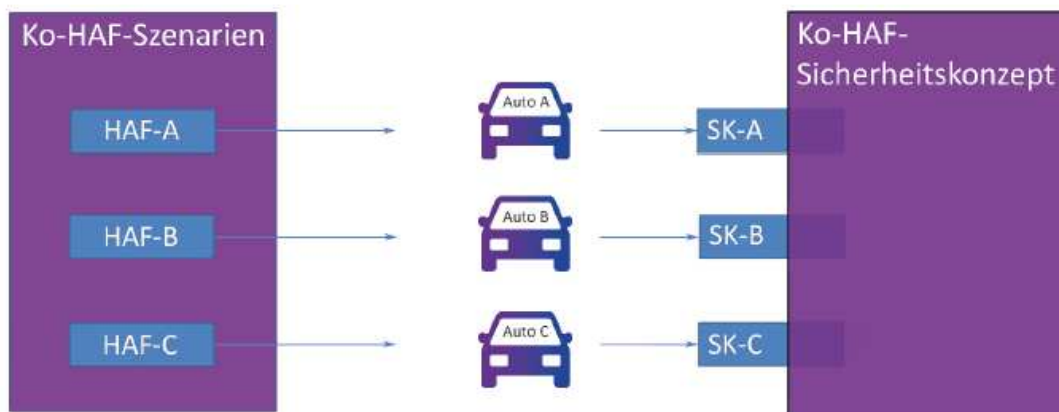 Ko-HAF-Szenarien
HAF-A
HAF-B
HAF-C
Auto A
Auto B
Auto C
SK-A
SK-B
SK-C
Ko-HAF-
Sicherheitskonzept